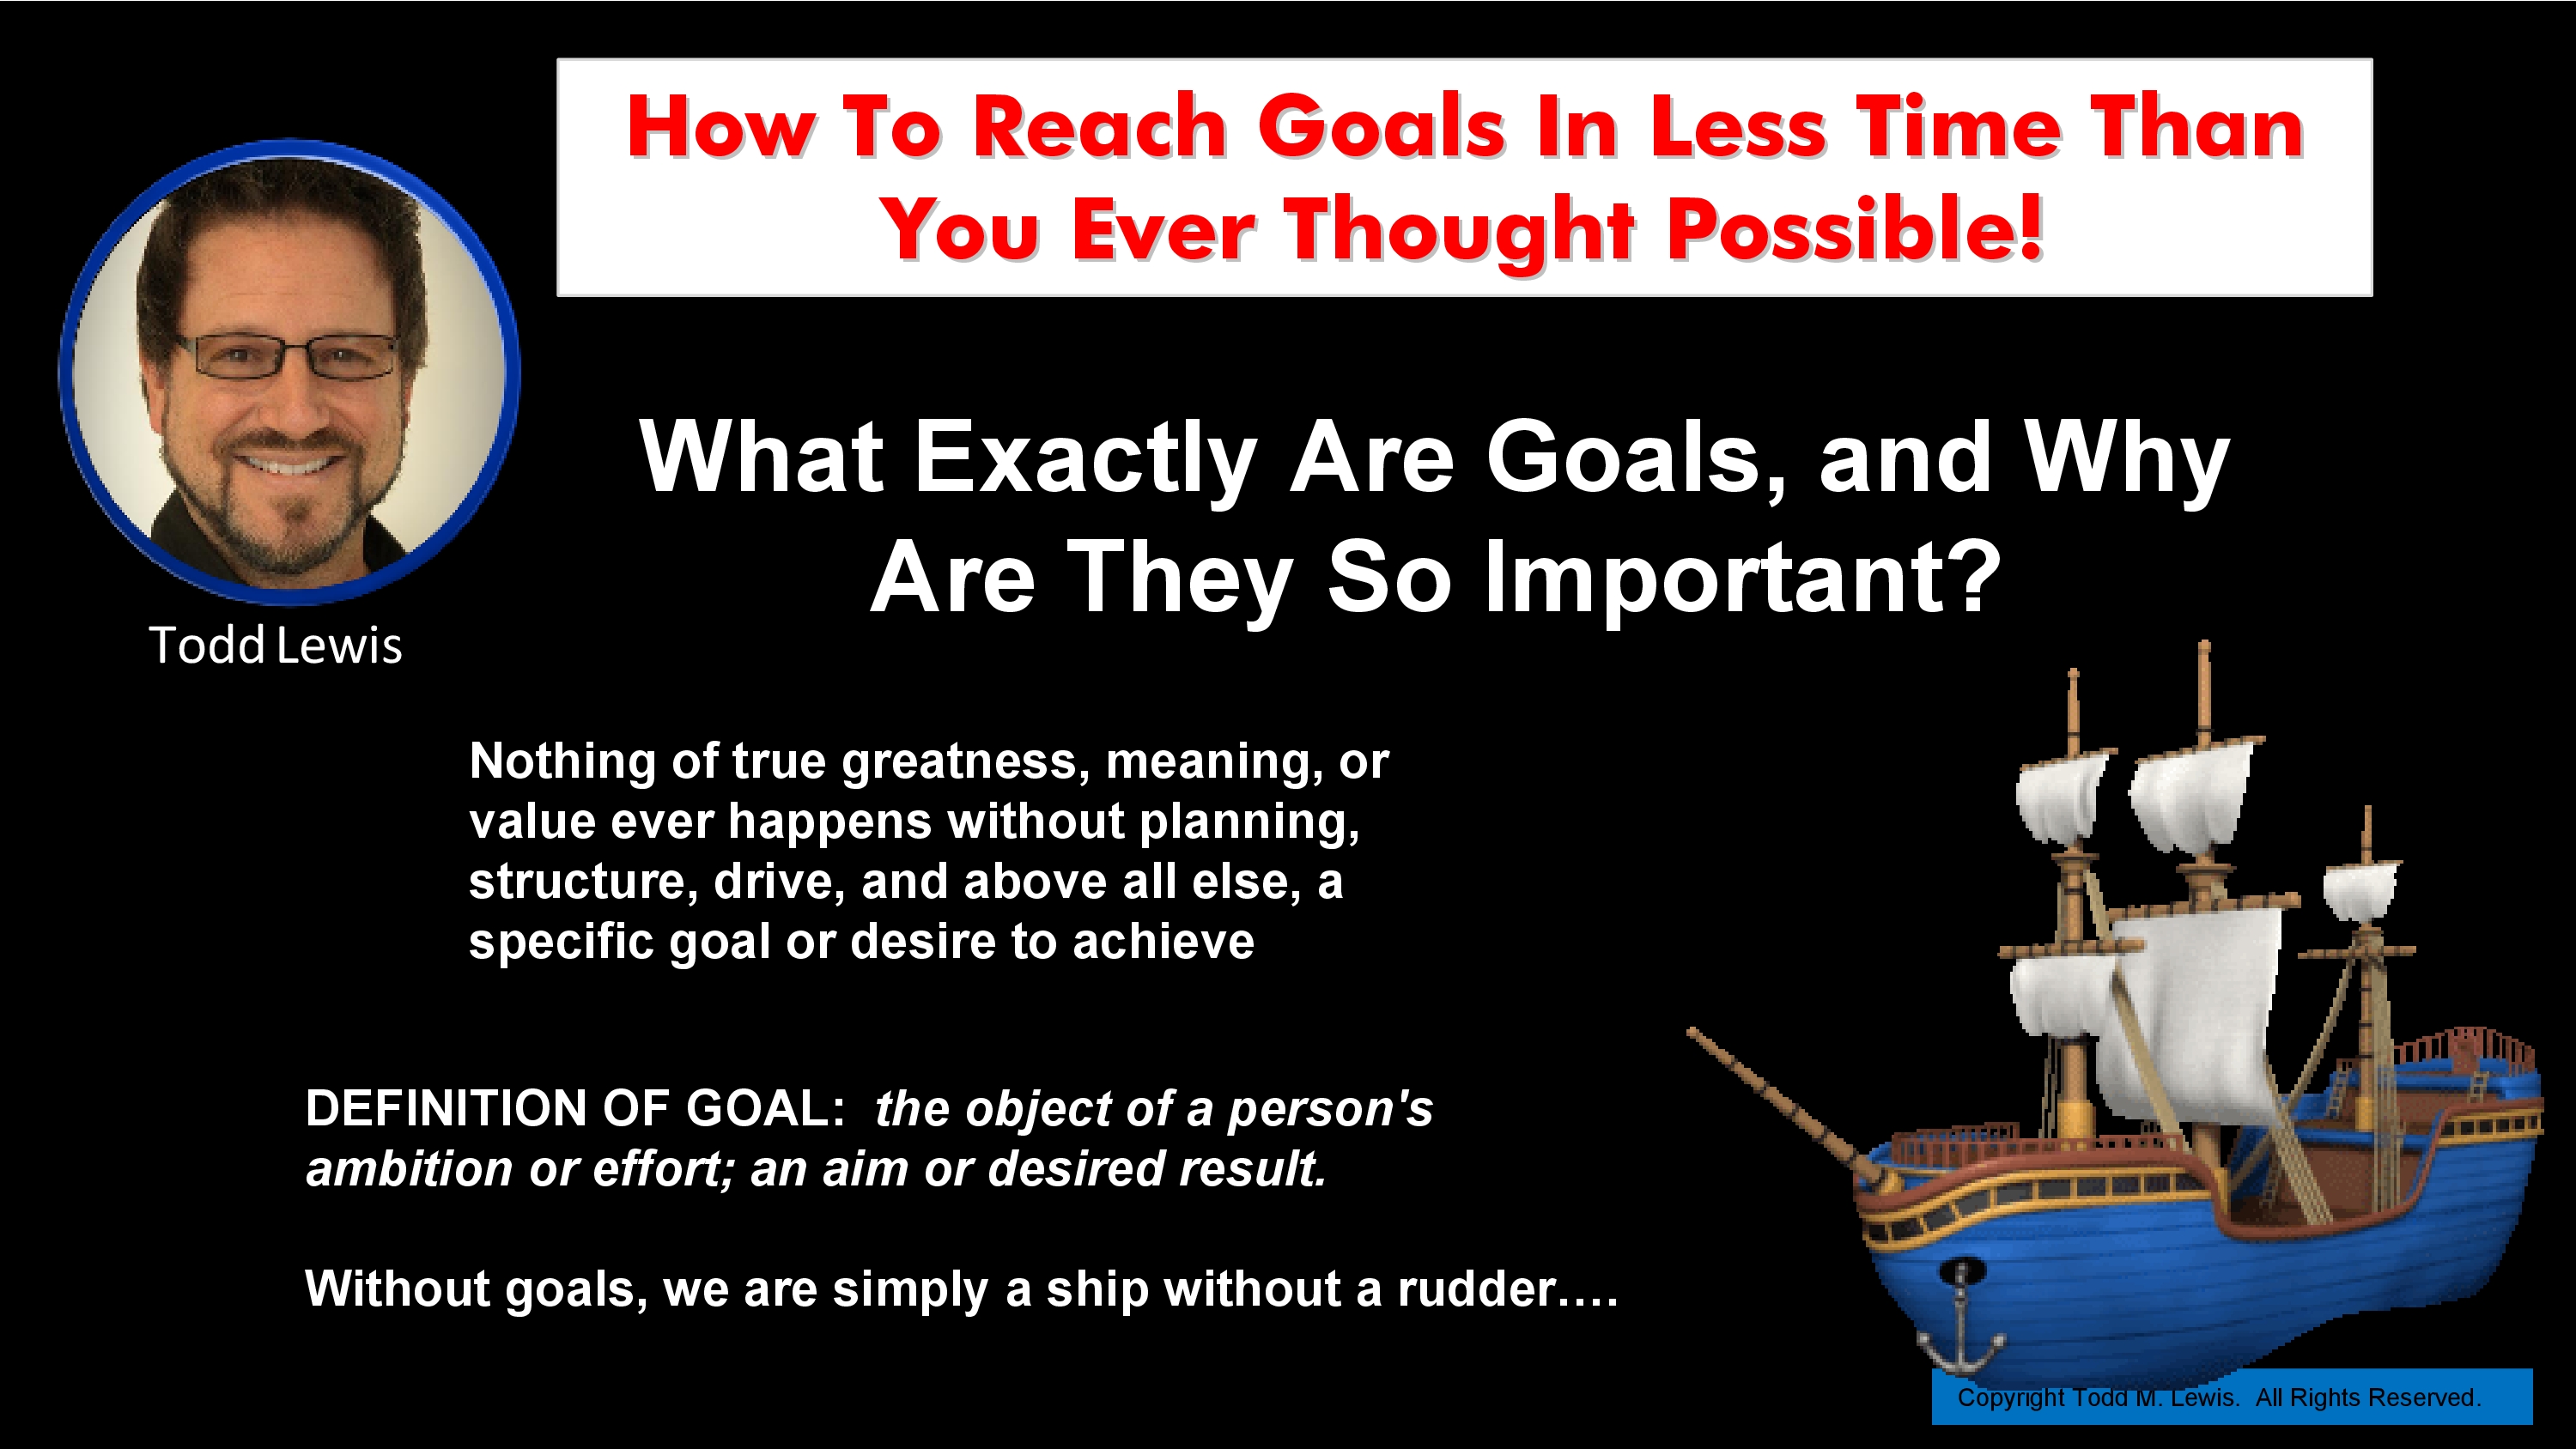 How To Reach Goals In Less Time Than
You Ever Thought Possible!
What Exactly Are Goals, and Why
Are They So Important?
Todd Lewis
Nothing of true greatness, meaning, or
value ever happens without planning,
structure, drive, and above all else, a
specific goal or desire to achieve
DEFINITION OF GOAL:  the object of a person's
ambition or effort; an aim or desired result.
Without goals, we are simply a ship without a rudder....
Copyright Todd M. Lewis.  All Rights Reserved.